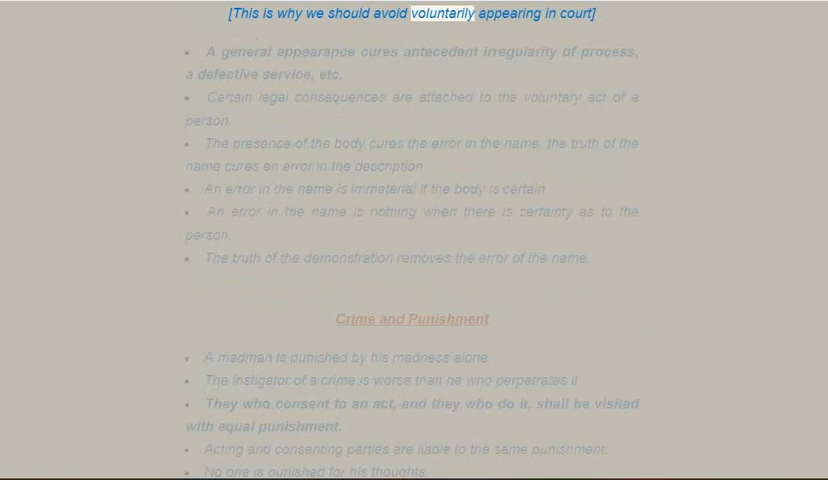 [This is why we should avoid voluntarily appearing in court]
• A general appearance cures antecedent irregularity of process,
a defective service, etc.
• Certain legal consequences are attached to the voluntary act of a
person.
• The presence of the body cures the error in the name; the truth of the
name cures an error in the description
• An error in the name is immaterial if the body is certain
• An error in the name is nothing when there is certainty as to the
person.
• The truth of the demonstration removes the error of the name.
Crime and Punishment
• A madman is punished by his madness alone.
• The instigator of a crime is worse than he who perpetrates it
• They who consent to an act, and they who do it, shall be visited
with equal punishment.
• Acting and consenting parties are liable to the same punishment.
• No one is punished for his thoughts.